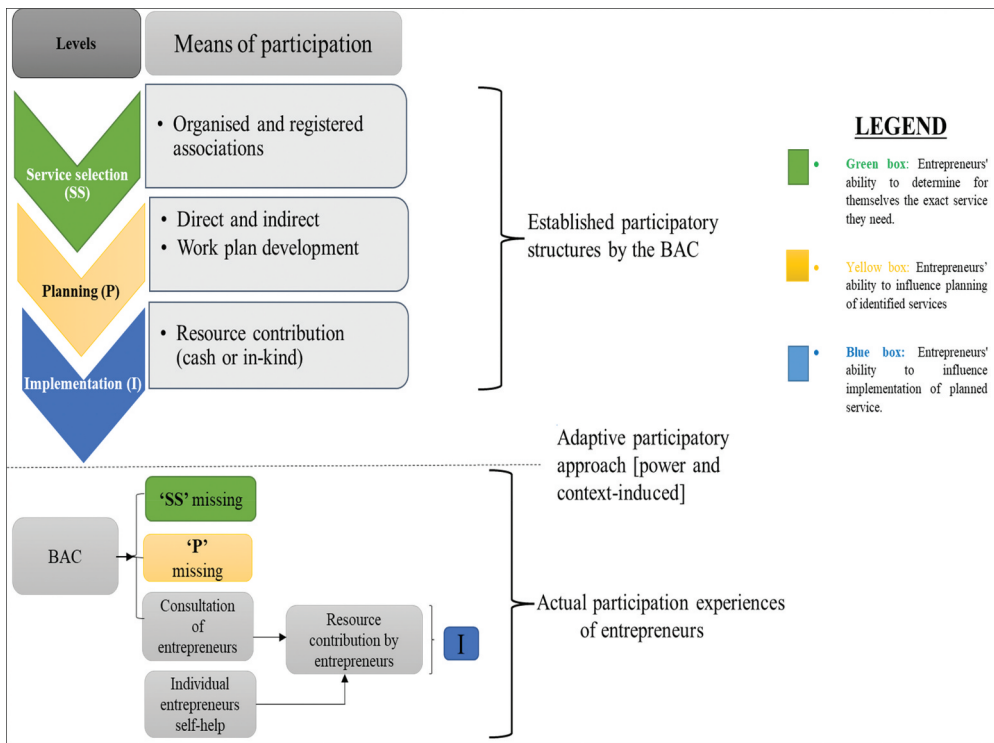 Levels
Means of participation
Service selection
(SS)
• Organised and registered
associations
Planning (P)
• Direct and indirect
• Work plan development
Implementation (I)
• Resource contribution
(cash or in-kind)
Established participatory
structures by the BAC
LEGEND
• Green box: Entrepreneurs'
ability to determine for
themselves the exact service
they need.
• Yellow box: Entrepreneurs’
ability to influence planning
of identified services
• Blue box: Entrepreneurs'
ability to influence
implementation of planned
service.
Adaptive participatory
approach [power and
context-induced]
BAC
‘SS’ missing
‘P’
missing
Consultation
of
entrepreneurs
Individual
entrepreneurs
self-help
Resource
contribution by
entrepreneurs
I
Actual participation experiences
of entrepreneurs